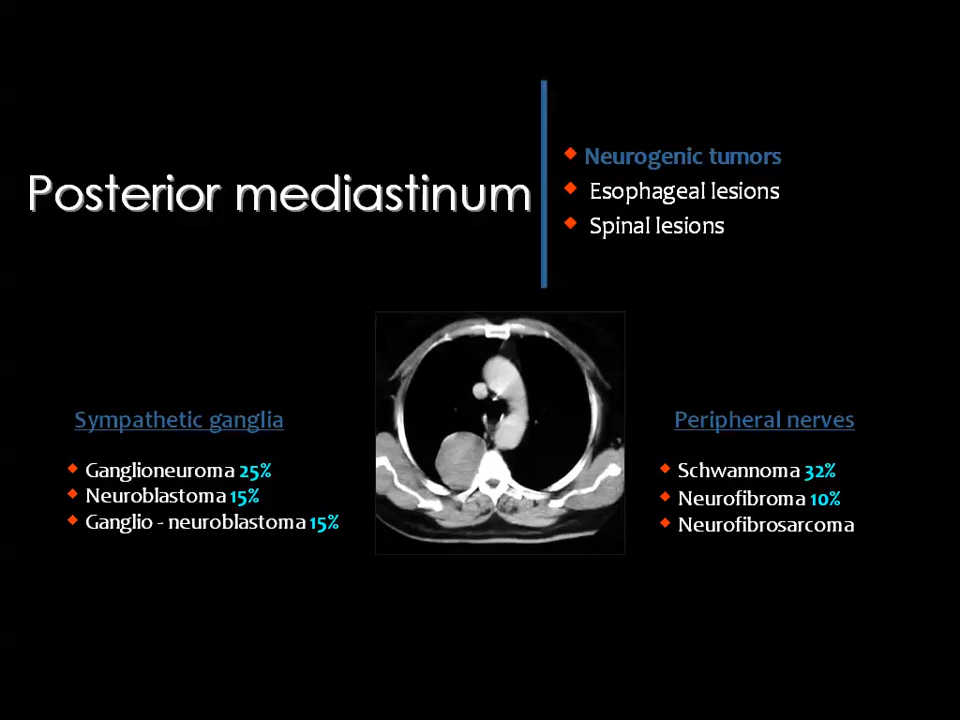 Posterior mediastinum
Neurogenic tumors
Esophageal lesions
Spinal lesions
Sympathetic ganglia
Ganglioneuroma 25%
Neuroblastoma 15%
Ganglio - neuroblastoma 15%
Peripheral nerves
Schwannoma 32%
Neurofibroma 10%
Neurofibrosarcoma